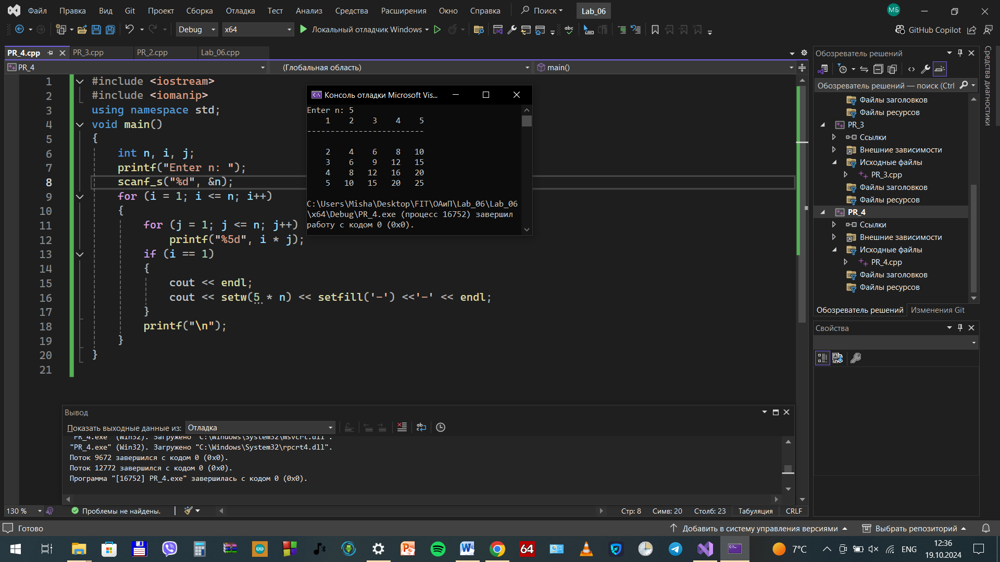 Файл Правка Вид Git Проект Сборка Отладка Тест Анализ Средства Расширения Окно Справка Поиск Lab_06 МБ
Debug x64 Локальный отладчик Windows GitHub Copilot
PR_4.cpp PR_3.cpp PR_2.cpp Lab_06.cpp
PR_4 (Глобальная область) main()
1 #include <iostream>
2 #include <iomanip>
3 using namespace std;
4 void main()
5 {
6 int n, i, j;
7 printf("Enter n: ");
8 scanf_s("%d", &n);
9 for (i = 1; i <= n; i++)
10 {
11 for (j = 1; j <= n; j++)
12 printf("%5d", i * j);
13 if (i == 1)
14 {
15 cout << endl;
16 cout << setw(5 * n) << setfill('-') <<'-' << endl;
17 }
18 printf("\n");
19 }
20 }
21
Консоль отладки Microsoft Vis...
Enter n: 5
1 2 3 4 5
-------------------------
2 4 6 8 10
3 6 9 12 15
4 8 12 16 20
5 10 15 20 25
C:\Users\Misha\Desktop\FIT\ОАиП\Lab_06\Lab_06
\x64\Debug\PR_4.exe (процесс 16752) завершил
работу с кодом 0 (0x0).
Обозреватель решений
Обозреватель решений — поиск (Ctrl
Файлы заголовков
Файлы ресурсов
PR_3
Ссылки
Внешние зависимости
Исходные файлы
PR_3.cpp
Файлы заголовков
Файлы ресурсов
PR_4
Ссылки
Внешние зависимости
Исходные файлы
PR_4.cpp
Файлы заголовков
Файлы ресурсов
Обозреватель решений Изменения Git
Свойства
Средства диагностики
Вывод
Показать выходные данные из: Отладка
"PR_4.exe" (Win32). Загружено "C:\Windows\System32\msvcrt.dll".
"PR_4.exe" (Win32). Загружено "C:\Windows\System32\rpcrt4.dll".
Поток 9672 завершился с кодом 0 (0x0).
Поток 12772 завершился с кодом 0 (0x0).
Программа "[16752] PR_4.exe" завершилась с кодом 0 (0x0).
130 % Проблемы не найдены. Стр: 8 Симв: 20 Столб: 23 Табуляция CRLF
Готово Добавить в систему управления версиями Выбрать репозиторий
64 7°C ENG 12:36
19.10.2024